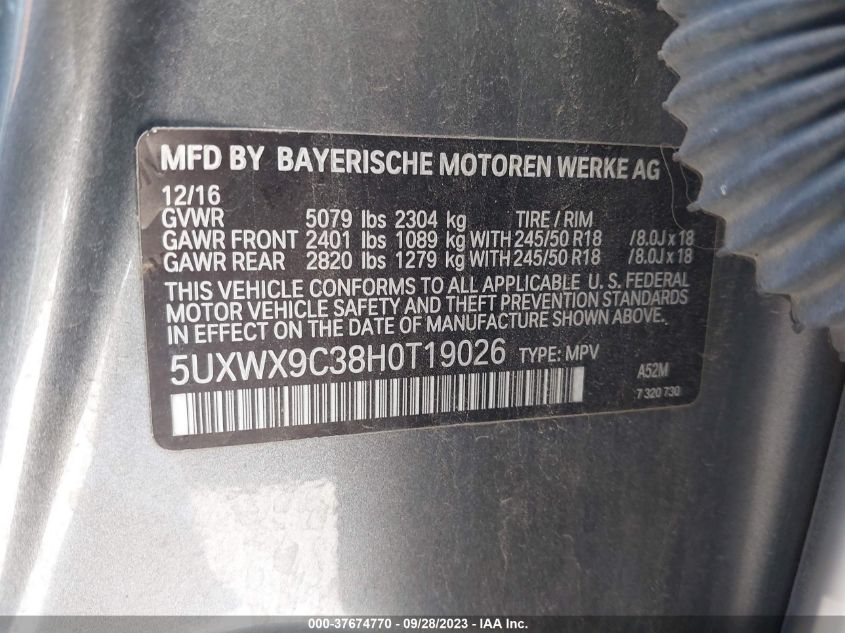 MFD BY BAYERISCHE MOTOREN WERKE AG
12/16
GVWR 5079 lbs 2304 kg TIRE / RIM
GAWR FRONT 2401 lbs 1089 kg WITH 245/50 R18 /8.0J x 18
GAWR REAR 2820 lbs 1279 kg WITH 245/50 R18 /8.0J x 18
THIS VEHICLE CONFORMS TO ALL APPLICABLE U. S. FEDERAL
MOTOR VEHICLE SAFETY AND THEFT PREVENTION STANDARDS
IN EFFECT ON THE DATE OF MANUFACTURE SHOWN ABOVE.
5UXWX9C38H0T19026 TYPE: MPV A52M
7 320 730
000-37674770 - 09/28/2023 - IAA Inc.